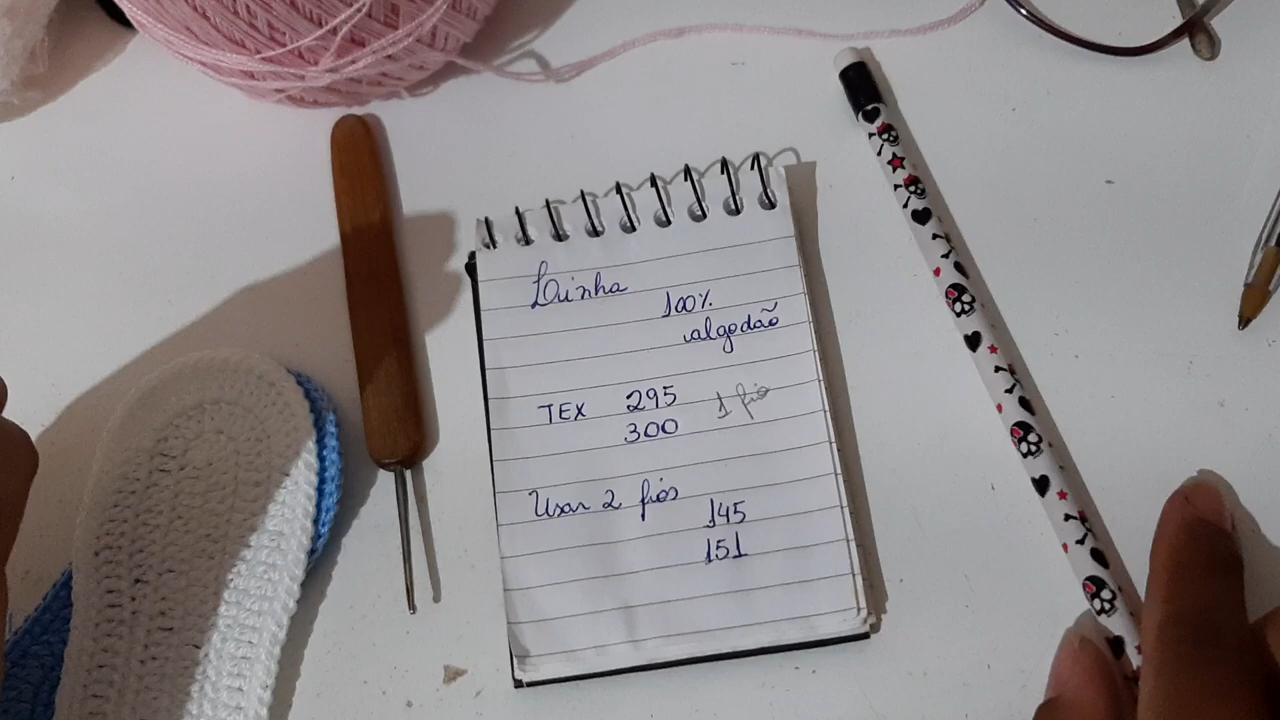 Linha
100%
algodão
TEX 295 1 fio
300
Usar 2 fios
145
151